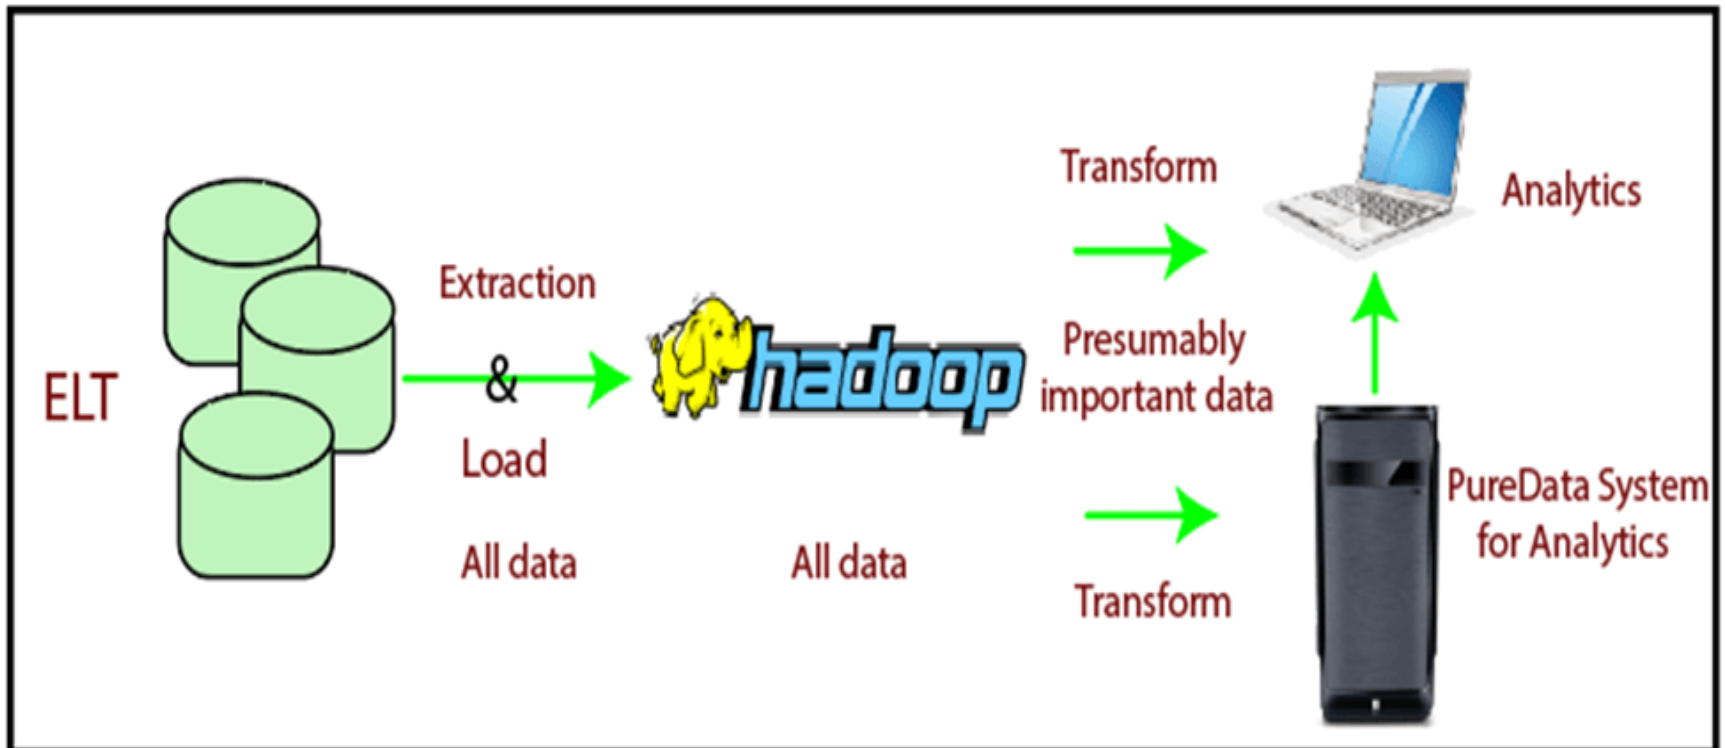 ELT
Extraction
&
Load
All data
hadoop
All data
Transform
Presumably
important data
Transform
Analytics
PureData System
for Analytics